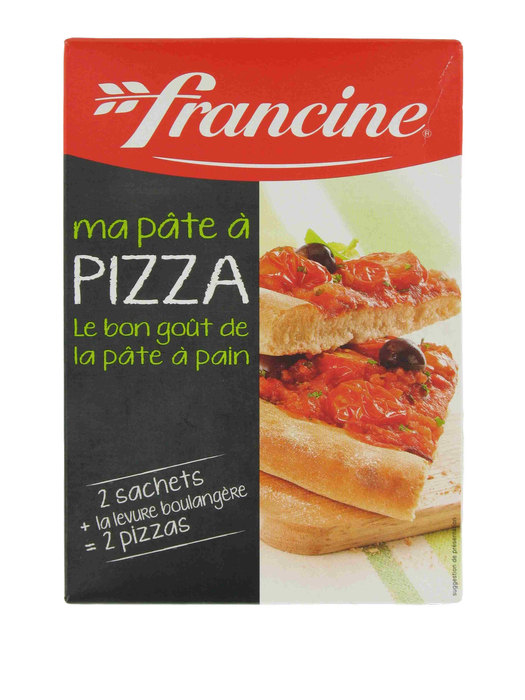 francine®
ma pâte à
PIZZA
Le bon goût de
la pâte à pain
2 sachets
+ la levure boulangère
= 2 pizzas
suggestion de présentation